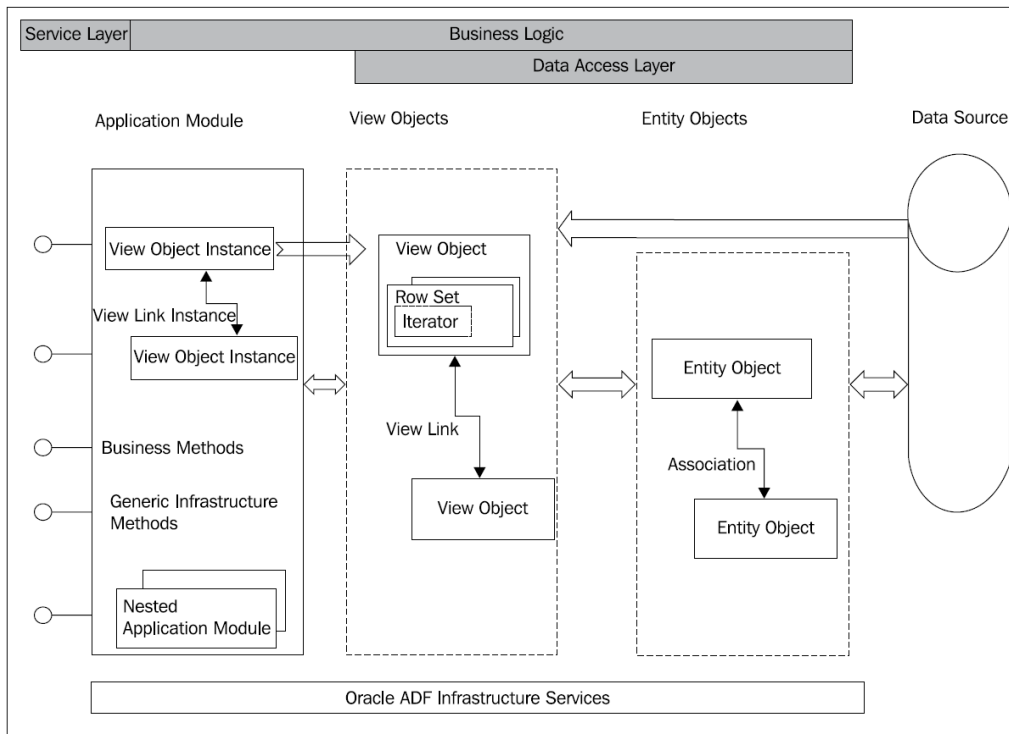 Service Layer
Business Logic
Data Access Layer
Application Module
View Objects
Entity Objects
Data Source
View Object Instance
View Link Instance
View Object Instance
Business Methods
Generic Infrastructure
Methods
Nested
Application Module
View Object
Row Set
Iterator
View Link
View Object
Entity Object
Association
Entity Object
Oracle ADF Infrastructure Services